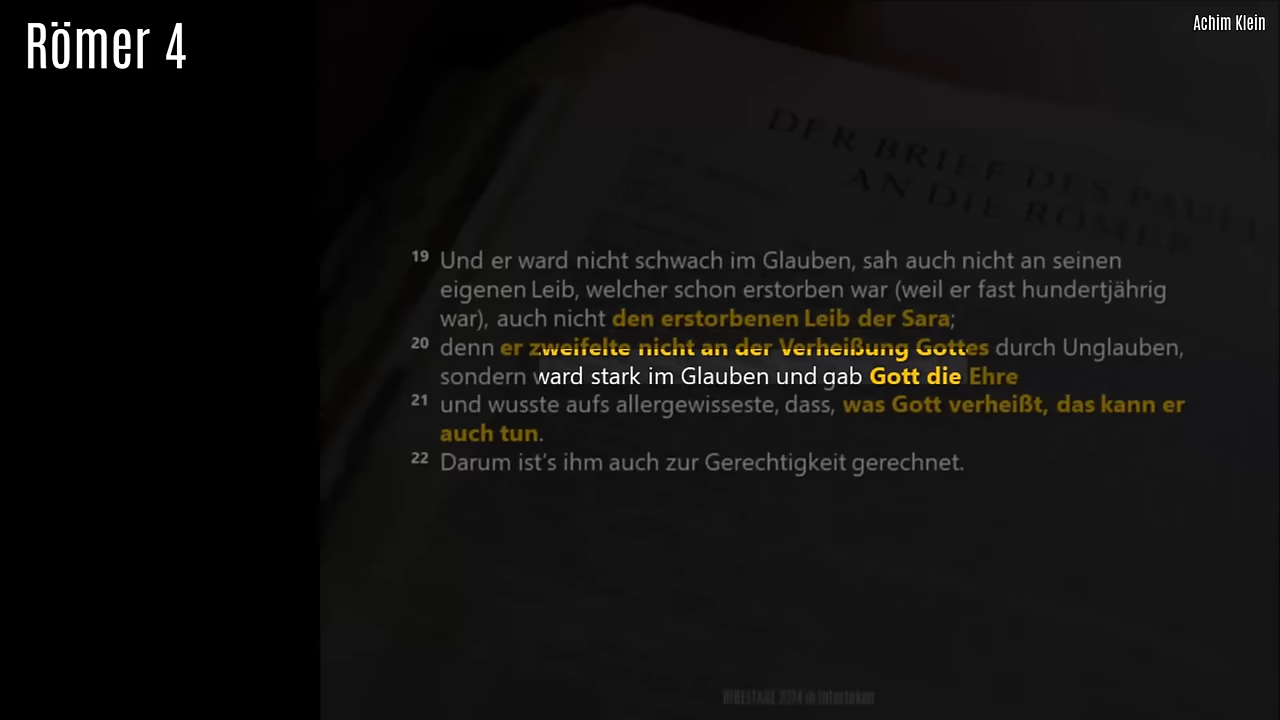 Römer 4
Achim Klein
DER BRIEF DES PAULUS
AN DIE RÖMER
19 Und er ward nicht schwach im Glauben, sah auch nicht an seinen
eigenen Leib, welcher schon erstorben war (weil er fast hundertjährig
war), auch nicht den erstorbenen Leib der Sara;
20 denn er zweifelte nicht an der Verheißung Gottes durch Unglauben,
sondern ward stark im Glauben und gab Gott die Ehre
21 und wusste aufs allergewisseste, dass, was Gott verheißt, das kann er
auch tun.
22 Darum ist's ihm auch zur Gerechtigkeit gerechnet.
BIBELTAGE 2024 in Interlaken